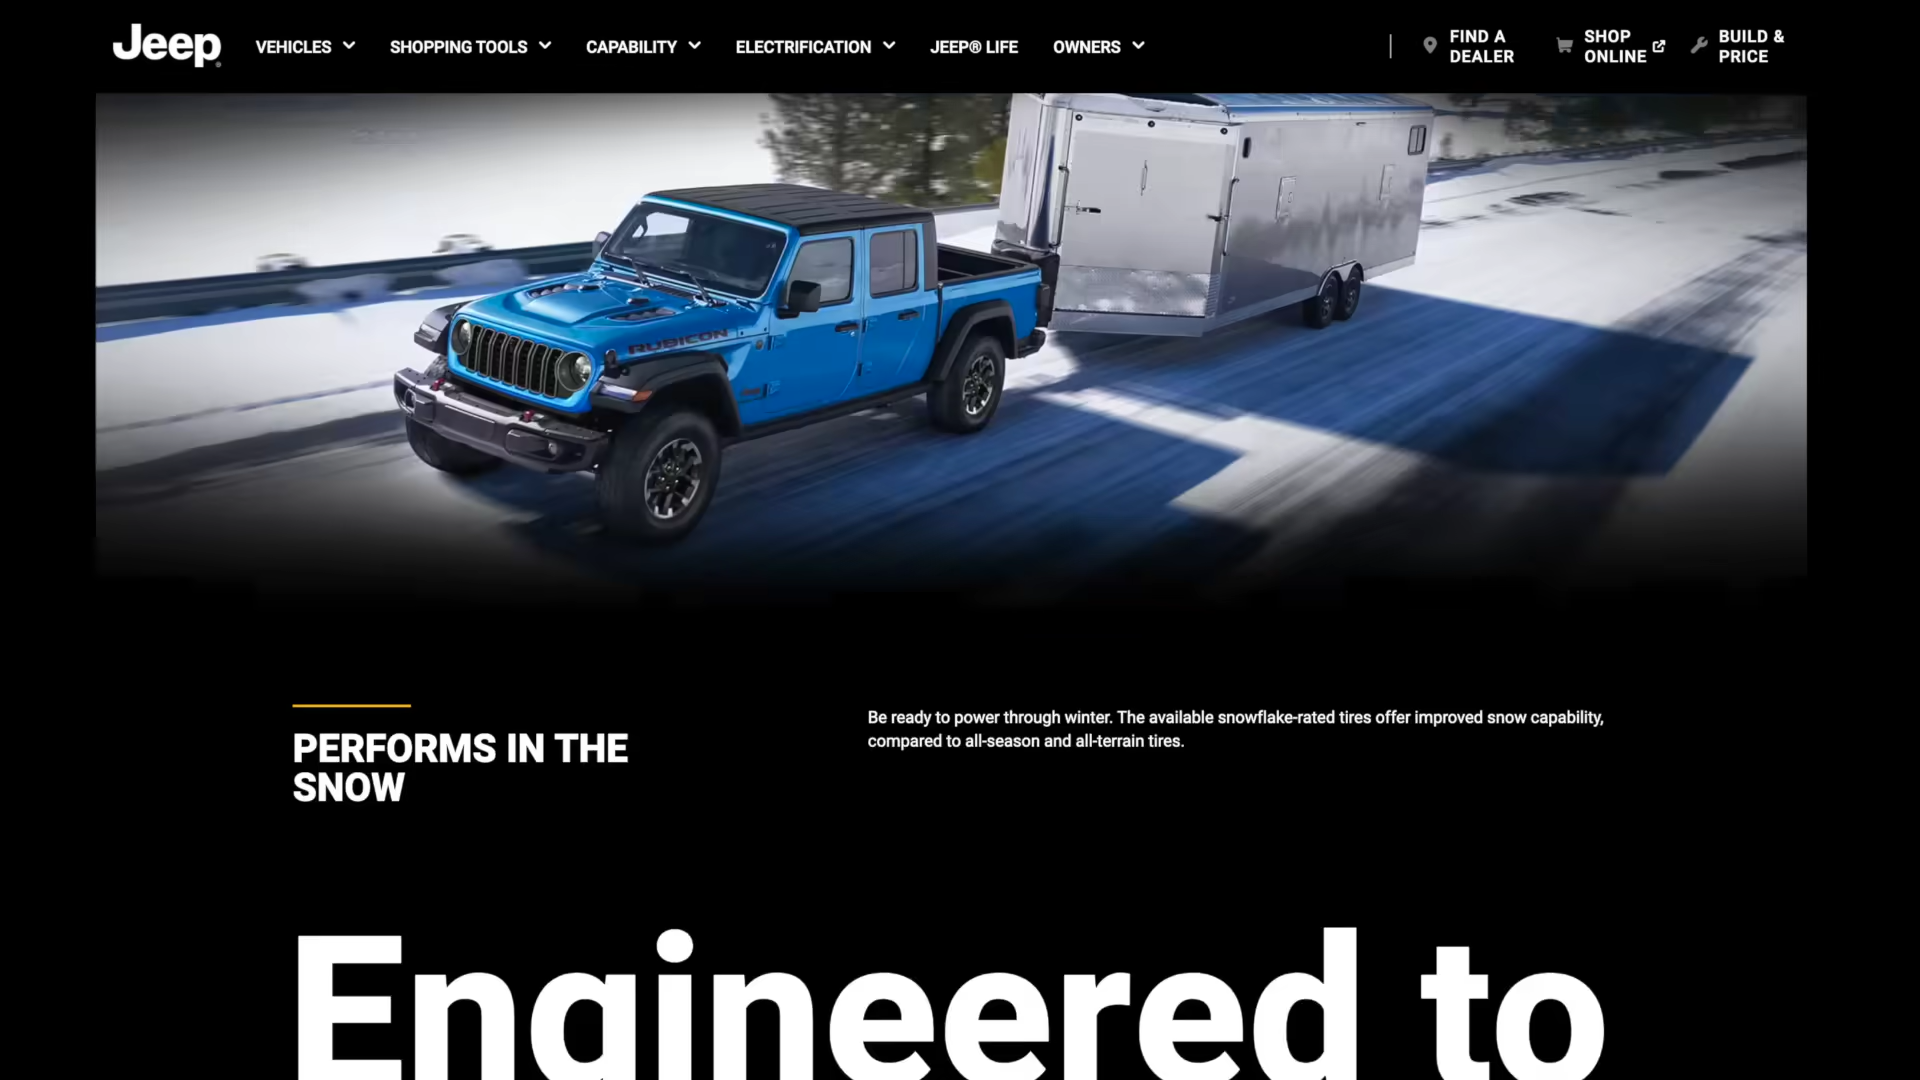 Jeep
VEHICLES
SHOPPING TOOLS
CAPABILITY
ELECTRIFICATION
JEEP® LIFE
OWNERS
FIND A
DEALER
SHOP
ONLINE
BUILD &
PRICE
RUBICON
PERFORMS IN THE
SNOW
Be ready to power through winter. The available snowflake-rated tires offer improved snow capability,
compared to all-season and all-terrain tires.
Engineered to